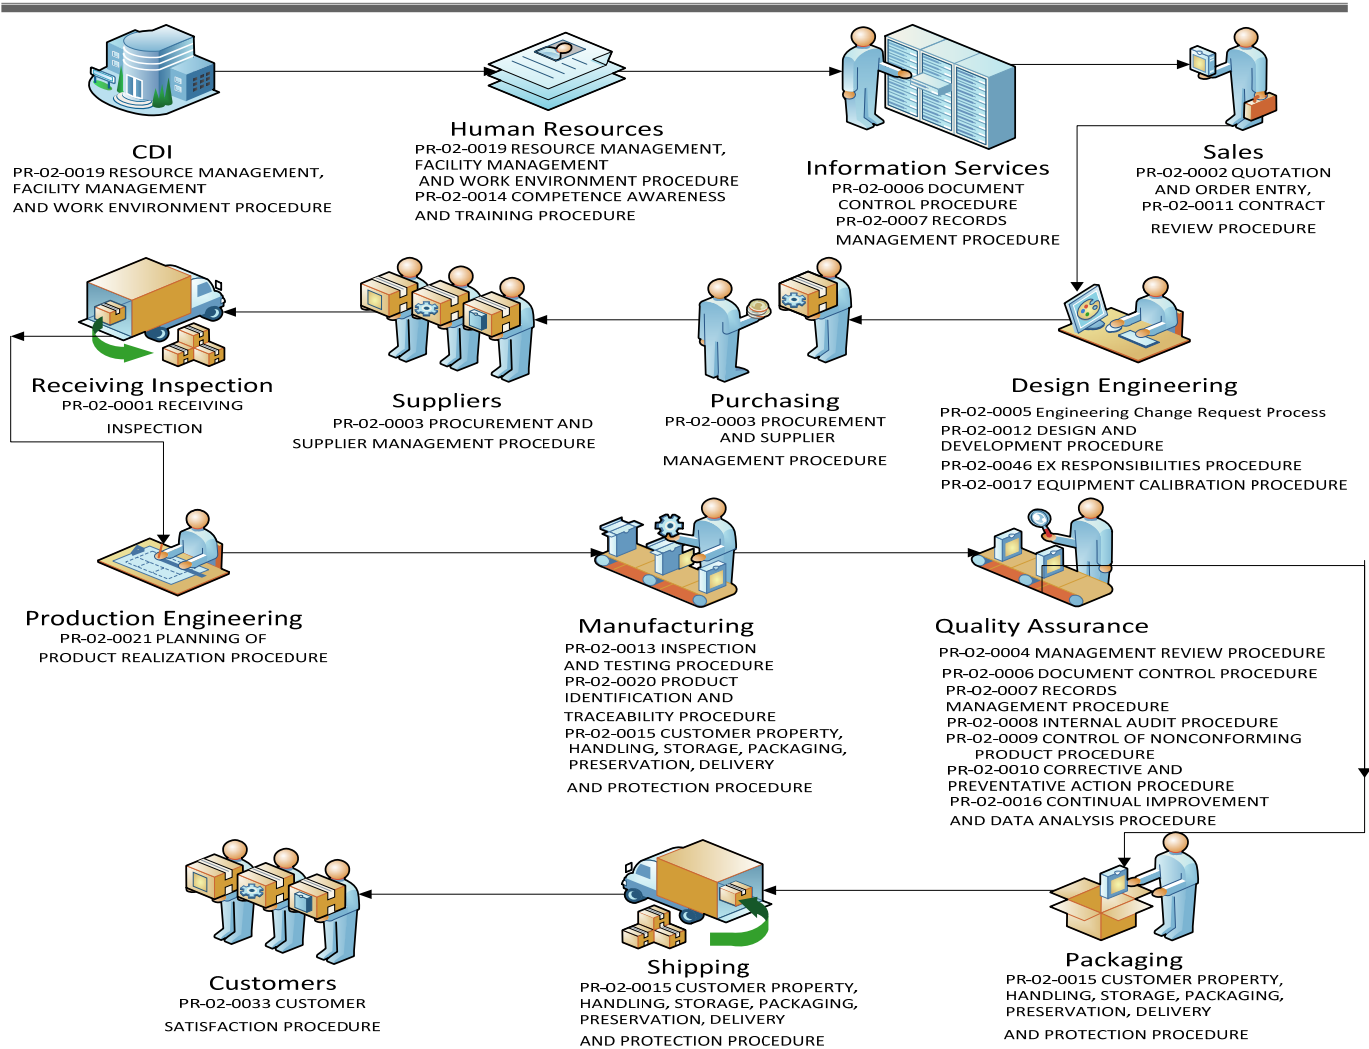 CDI
PR-02-0019 RESOURCE MANAGEMENT,
FACILITY MANAGEMENT
AND WORK ENVIRONMENT PROCEDURE
Human Resources
PR-02-0019 RESOURCE MANAGEMENT,
FACILITY MANAGEMENT
AND WORK ENVIRONMENT PROCEDURE
PR-02-0014 COMPETENCE AWARENESS
AND TRAINING PROCEDURE
Information Services
PR-02-0006 DOCUMENT
CONTROL PROCEDURE
PR-02-0007 RECORDS
MANAGEMENT PROCEDURE
Sales
PR-02-0002 QUOTATION
AND ORDER ENTRY,
PR-02-0011 CONTRACT
REVIEW PROCEDURE
Receiving Inspection
PR-02-0001 RECEIVING
INSPECTION
Suppliers
PR-02-0003 PROCUREMENT AND
SUPPLIER MANAGEMENT PROCEDURE
Purchasing
PR-02-0003 PROCUREMENT
AND SUPPLIER
MANAGEMENT PROCEDURE
Design Engineering
PR-02-0005 Engineering Change Request Process
PR-02-0012 DESIGN AND
DEVELOPMENT PROCEDURE
PR-02-0046 EX RESPONSIBILITIES PROCEDURE
PR-02-0017 EQUIPMENT CALIBRATION PROCEDURE
Production Engineering
PR-02-0021 PLANNING OF
PRODUCT REALIZATION PROCEDURE
Manufacturing
PR-02-0013 INSPECTION
AND TESTING PROCEDURE
PR-02-0020 PRODUCT
IDENTIFICATION AND
TRACEABILITY PROCEDURE
PR-02-0015 CUSTOMER PROPERTY,
HANDLING, STORAGE, PACKAGING,
PRESERVATION, DELIVERY
AND PROTECTION PROCEDURE
Quality Assurance
PR-02-0004 MANAGEMENT REVIEW PROCEDURE
PR-02-0006 DOCUMENT CONTROL PROCEDURE
PR-02-0007 RECORDS
MANAGEMENT PROCEDURE
PR-02-0008 INTERNAL AUDIT PROCEDURE
PR-02-0009 CONTROL OF NONCONFORMING
PRODUCT PROCEDURE
PR-02-0010 CORRECTIVE AND
PREVENTATIVE ACTION PROCEDURE
PR-02-0016 CONTINUAL IMPROVEMENT
AND DATA ANALYSIS PROCEDURE
Customers
PR-02-0033 CUSTOMER
SATISFACTION PROCEDURE
Shipping
PR-02-0015 CUSTOMER PROPERTY,
HANDLING, STORAGE, PACKAGING,
PRESERVATION, DELIVERY
AND PROTECTION PROCEDURE
Packaging
PR-02-0015 CUSTOMER PROPERTY,
HANDLING, STORAGE, PACKAGING,
PRESERVATION, DELIVERY
AND PROTECTION PROCEDURE